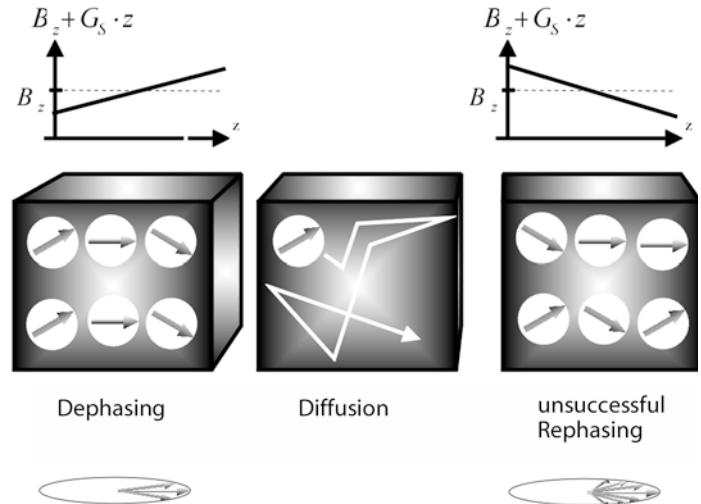 B_z + G_S · z
B_z
z
B_z + G_S · z
B_z
z
Dephasing
Diffusion
unsuccessful
Rephasing